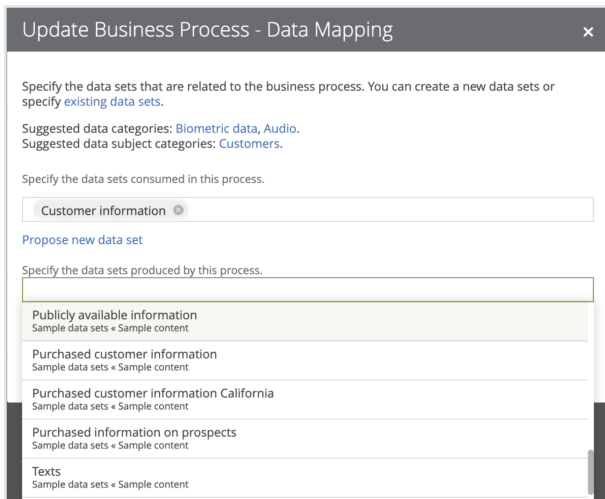 Update Business Process - Data Mapping
×
Specify the data sets that are related to the business process. You can create a new data sets or
specify existing data sets.
Suggested data categories: Biometric data, Audio.
Suggested data subject categories: Customers.
Specify the data sets consumed in this process.
Customer information
Propose new data set
Specify the data sets produced by this process.
Publicly available information
Sample data sets « Sample content
Purchased customer information
Sample data sets « Sample content
Purchased customer information California
Sample data sets « Sample content
Purchased information on prospects
Sample data sets « Sample content
Texts
Sample data sets « Sample content